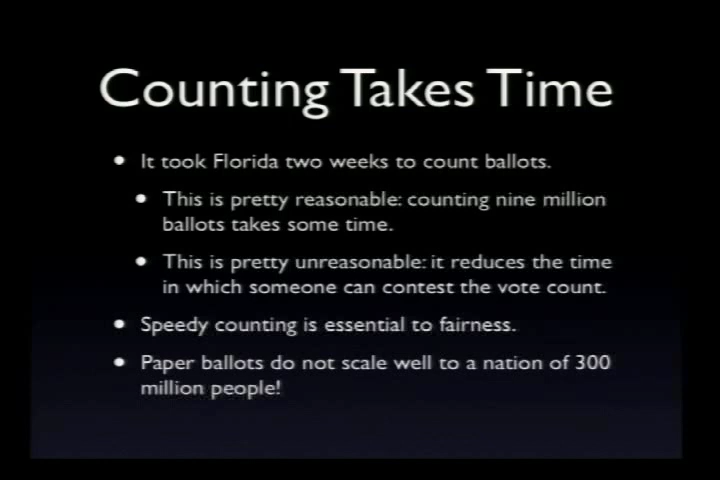 Counting Takes Time
• It took Florida two weeks to count ballots.
• This is pretty reasonable: counting nine million
ballots takes some time.
• This is pretty unreasonable: it reduces the time
in which someone can contest the vote count.
• Speedy counting is essential to fairness.
• Paper ballots do not scale well to a nation of 300
million people!